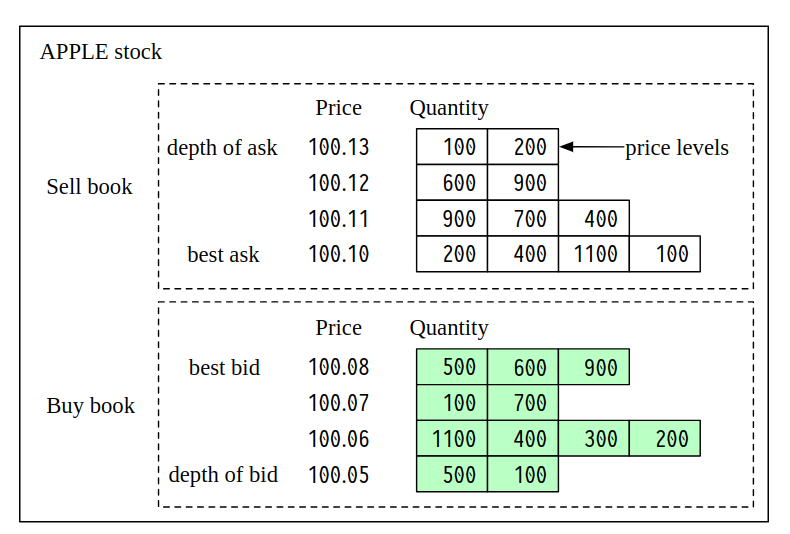 APPLE stock
Price Quantity
depth of ask 100.13 100 200 price levels
100.12 600 900
Sell book
100.11 900 700 400
best ask 100.10 200 400 1100 100
Price Quantity
best bid 100.08 500 600 900
100.07 100 700
Buy book
100.06 1100 400 300 200
depth of bid 100.05 500 100